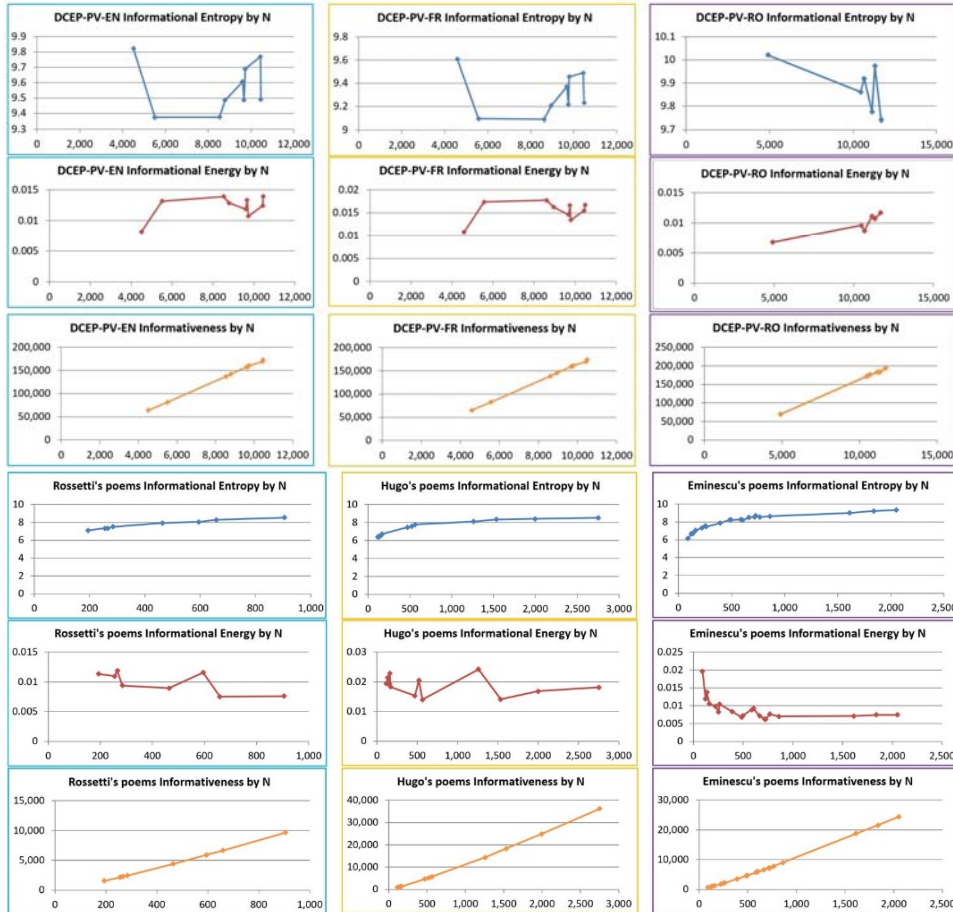 DCEP-PV-EN Informational Entropy by N
9.9
9.8
9.7
9.6
9.5
9.4
9.3
0 2,000 4,000 6,000 8,000 10,000 12,000
DCEP-PV-FR Informational Entropy by N
9.8
9.6
9.4
9.2
9
0 2,000 4,000 6,000 8,000 10,000 12,000
DCEP-PV-RO Informational Entropy by N
10.1
10
9.9
9.8
9.7
0 5,000 10,000 15,000
DCEP-PV-EN Informational Energy by N
0.015
0.01
0.005
0
0 2,000 4,000 6,000 8,000 10,000 12,000
DCEP-PV-FR Informational Energy by N
0.02
0.015
0.01
0.005
0
0 2,000 4,000 6,000 8,000 10,000 12,000
DCEP-PV-RO Informational Energy by N
0.015
0.01
0.005
0
0 5,000 10,000 15,000
DCEP-PV-EN Informativeness by N
200,000
150,000
100,000
50,000
0
0 2,000 4,000 6,000 8,000 10,000 12,000
DCEP-PV-FR Informativeness by N
200,000
150,000
100,000
50,000
0
0 2,000 4,000 6,000 8,000 10,000 12,000
DCEP-PV-RO Informativeness by N
250,000
200,000
150,000
100,000
50,000
0
0 5,000 10,000 15,000
Rossetti's poems Informational Entropy by N
10
8
6
4
2
0
0 200 400 600 800 1,000
Hugo's poems Informational Entropy by N
10
8
6
4
2
0
0 500 1,000 1,500 2,000 2,500 3,000
Eminescu's poems Informational Entropy by N
10
8
6
4
2
0
0 500 1,000 1,500 2,000 2,500
Rossetti's poems Informational Energy by N
0.015
0.01
0.005
0
0 200 400 600 800 1,000
Hugo's poems Informational Energy by N
0.03
0.02
0.01
0
0 500 1,000 1,500 2,000 2,500 3,000
Eminescu's poems Informational Energy by N
0.025
0.02
0.015
0.01
0.005
0
0 500 1,000 1,500 2,000 2,500
Rossetti's poems Informativeness by N
15,000
10,000
5,000
0
0 200 400 600 800 1,000
Hugo's poems Informativeness by N
40,000
30,000
20,000
10,000
0
0 500 1,000 1,500 2,000 2,500 3,000
Eminescu's poems Informativeness by N
30,000
20,000
10,000
0
0 500 1,000 1,500 2,000 2,500